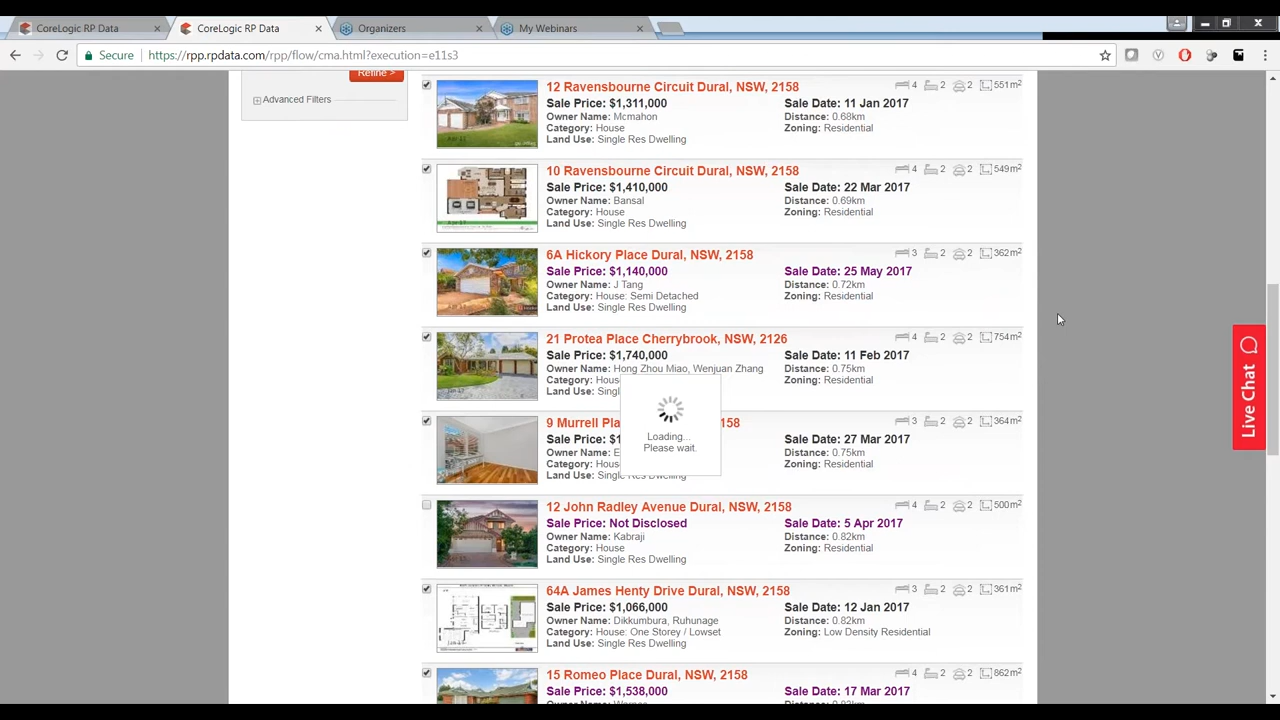 CoreLogic RP Data
CoreLogic RP Data
Organizers
My Webinars
Secure
https://rpp.rpdata.com/rpp/flow/cma.html?execution=e11s3
Refine >
Advanced Filters
12 Ravensbourne Circuit Dural, NSW, 2158 4 2 2 551m²
Sale Price: $1,311,000 Sale Date: 11 Jan 2017
Owner Name: Mcmahon Distance: 0.68km
Category: House Zoning: Residential
Land Use: Single Res Dwelling
10 Ravensbourne Circuit Dural, NSW, 2158 4 2 2 549m²
Sale Price: $1,410,000 Sale Date: 22 Mar 2017
Owner Name: Bansal Distance: 0.69km
Category: House Zoning: Residential
Land Use: Single Res Dwelling
6A Hickory Place Dural, NSW, 2158 3 2 2 362m²
Sale Price: $1,140,000 Sale Date: 25 May 2017
Owner Name: J Tang Distance: 0.72km
Category: House: Semi Detached Zoning: Residential
Land Use: Single Res Dwelling
21 Protea Place Cherrybrook, NSW, 2126 4 2 2 754m²
Sale Price: $1,740,000 Sale Date: 11 Feb 2017
Owner Name: Hong Zhou Miao, Wenjuan Zhang Distance: 0.75km
Category: Zoning: Residential
Land Use:
Loading...
Please wait.
9 Murrell 58 3 2 2 364m²
Sale Price: Sale Date: 27 Mar 2017
Owner Name: Distance: 0.75km
Category: Zoning: Residential
Land Use: Single Res Dwelling
12 John Radley Avenue Dural, NSW, 2158 4 2 2 500m²
Sale Price: Not Disclosed Sale Date: 5 Apr 2017
Owner Name: Kabraji Distance: 0.82km
Category: House Zoning: Residential
Land Use: Single Res Dwelling
64A James Henty Drive Dural, NSW, 2158 3 2 2 361m²
Sale Price: $1,066,000 Sale Date: 12 Jan 2017
Owner Name: Dikkumbura, Ruhunage Distance: 0.82km
Category: House: One Storey / Lowset Zoning: Low Density Residential
Land Use: Single Res Dwelling
15 Romeo Place Dural, NSW, 2158 4 2 2 862m²
Sale Price: $1,538,000 Sale Date: 17 Mar 2017
Live Chat